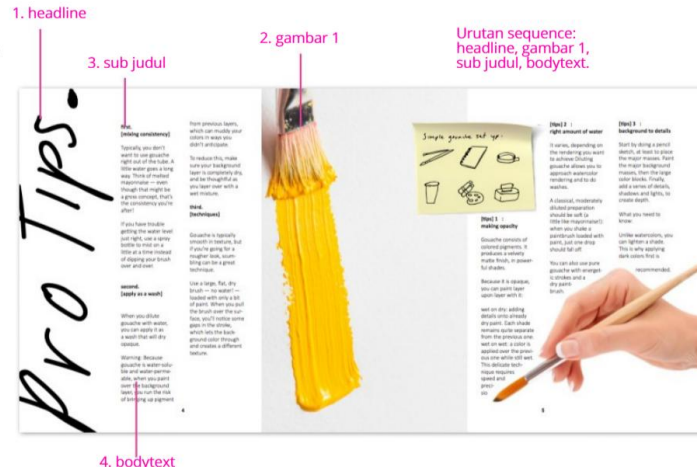 1. headline
2. gambar 1
Urutan sequence:
headline, gambar 1,
sub judul, bodytext.
3. sub judul
Pro Tips.
[mixing consistency]
Typically, you don't
want to use gouache
right out of the tube. A
little water goes a long
way. Think of melted
mayonnaise — even
though that might be
a gross concept, that's
the consistency you're
after!
If you have trouble
getting the water level
just right, use a spray
bottle to mist on a
little at a time instead
of dipping your brush
over and over.
second.
[apply as a wash]
When you dilute
gouache with water,
you can apply it as
a wash that will dry
opaque.
Warning: Because
gouache is water-solu-
ble and water-perme-
able, when you paint
over the background
layer, you run the risk
of bringing up pigment
4
from previous layers,
which can muddy your
colors in ways you
didn't anticipate.
To reduce this, make
sure your background
layer is completely dry,
and be thoughtful as
you layer over with a
wet mixture.
third.
[techniques]
Gouache is typically
smooth in texture, but
if you're going for a
rougher look, scum-
bling can be a great
technique.
Use a large, flat, dry
brush — no water! —
loaded with only a bit
of paint. When you pull
the brush over the sur-
face, you'll notice some
gaps in the stroke,
which lets the back-
ground color through
and creates a different
texture.
Simple gouache set up:
[tips] 1 :
making opacity
Gouache consists of
colored pigments. It
produces a velvety
matte finish, in power-
ful shades.
Because it is opaque,
you can paint layer
upon layer with it:
wet on dry: adding
details onto already
dry paint. Each shade
remains quite separate
from the previous one.
wet on wet: a color is
applied over the previ-
ous one while still wet.
This delicate tech-
nique requires
speed and
preci-
sio
[tips] 2 :
right amount of water
It varies, depending on
the rendering you want
to achieve Diluting
gouache allows you to
approach watercolor
rendering and to do
washes.
A classical, moderately
diluted preparation
should be soft (a
little like mayonnaise!):
when you shake a
paintbrush loaded with
paint, just one drop
should fall off.
You can also use pure
gouache with energet-
ic strokes and a
dry paint
brush.
5
[tips] 3 :
background to details
Start by doing a pencil
sketch, at least to place
the major masses. Paint
the major background
masses, then the large
color blocks. Finally,
add a series of details,
shadows and lights, to
create depth.
What you need to
know:
Unlike watercolors, you
can lighten a shade.
This is why applying
dark colors first is
recommended.
4. bodytext